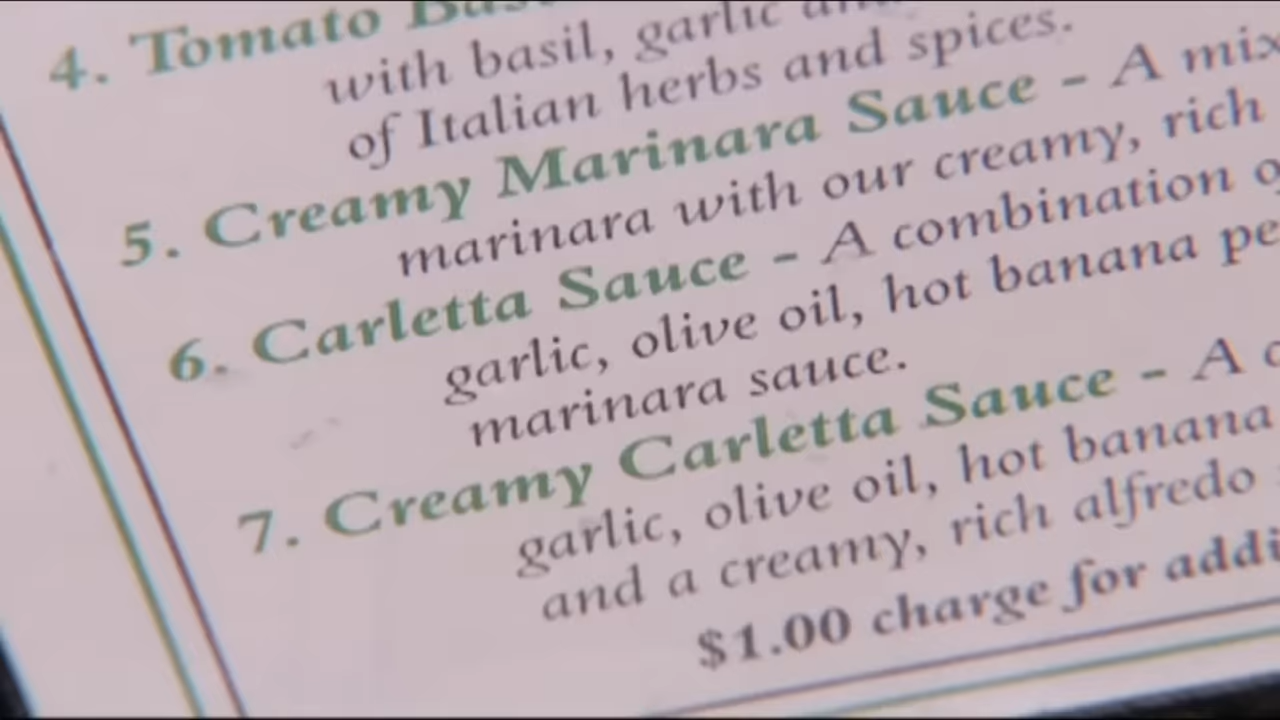 4. Tomato
with basil, garlic
of Italian herbs and spices.
5. Creamy Marinara Sauce - A
marinara with our creamy, rich
6. Carletta Sauce - A combination
garlic, olive oil, hot banana
marinara sauce.
7. Creamy Carletta Sauce - A
garlic, olive oil, hot banana
and a creamy, rich alfredo
$1.00 charge for